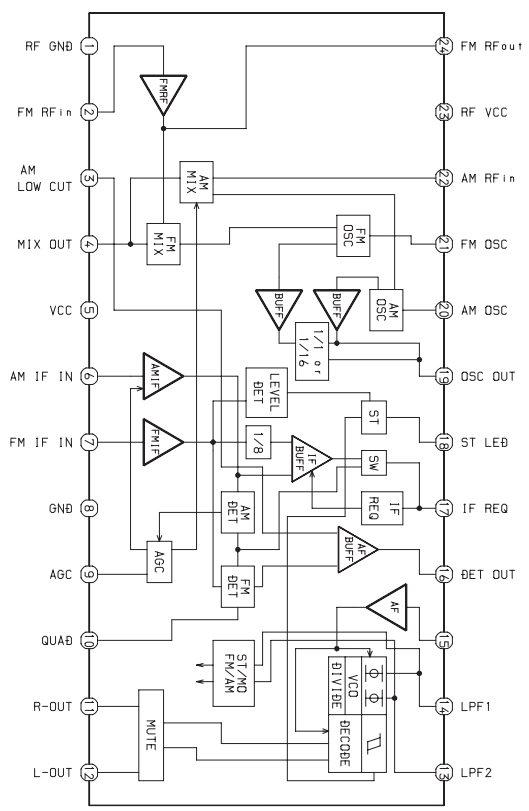 RF GND
1
24
FM RFout
FMRF
FM RFin
2
23
RF VCC
AM
LOW CUT
3
AM
MIX
22
AM RFin
MIX OUT
4
FM
MIX
FM
OSC
21
FM OSC
VCC
5
BUFF
BUFF
AM
OSC
20
AM OSC
1/1 or
1/16
AM IF IN
6
AMIF
LEVEL
DET
19
OSC OUT
ST
FM IF IN
7
FMIF
1/8
IF
BUFF
18
ST LED
SW
GND
8
AM
DET
IF
REQ
17
IF REQ
AGC
9
AGC
FM
DET
AF
BUFF
16
DET OUT
AF
QUAD
10
15
ST/MO
FM/AM
VCO
DIVIDE
R-OUT
11
14
LPF1
MUTE
DECODE
L-OUT
12
13
LPF2